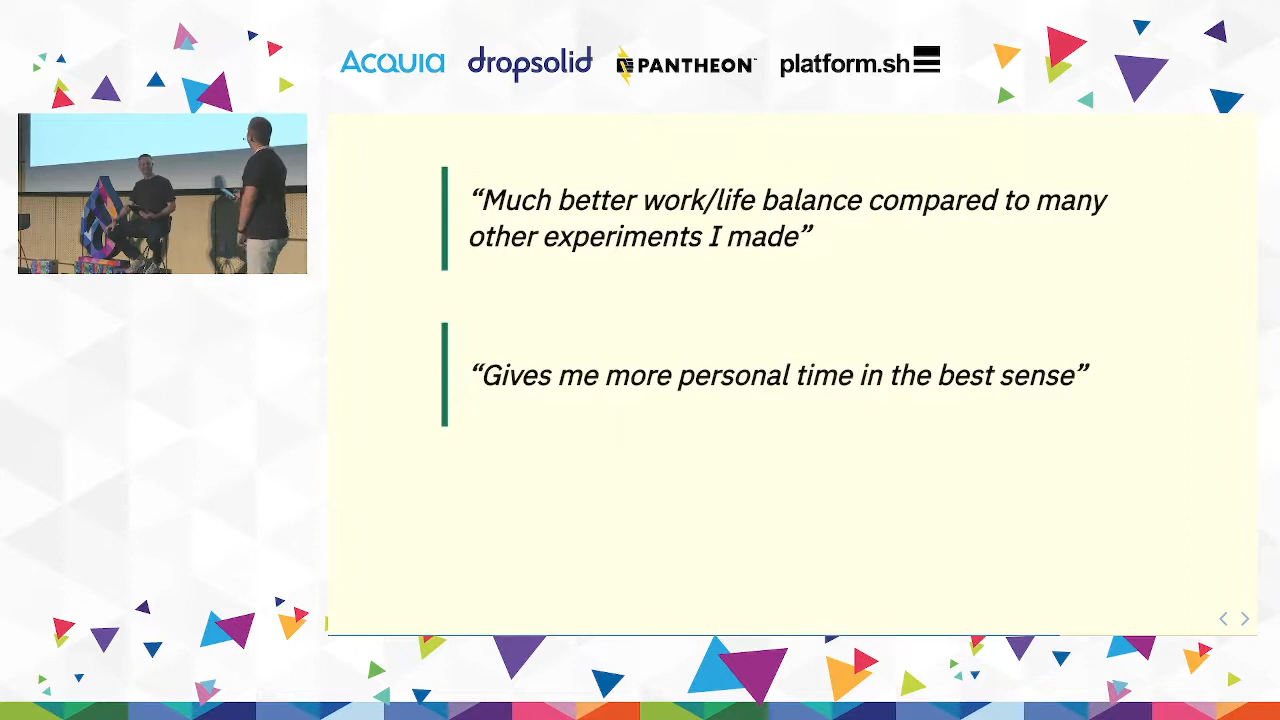 ACQUIA dropsolid PANTHEON platform.sh
“Much better work/life balance compared to many
other experiments I made”
“Gives me more personal time in the best sense”